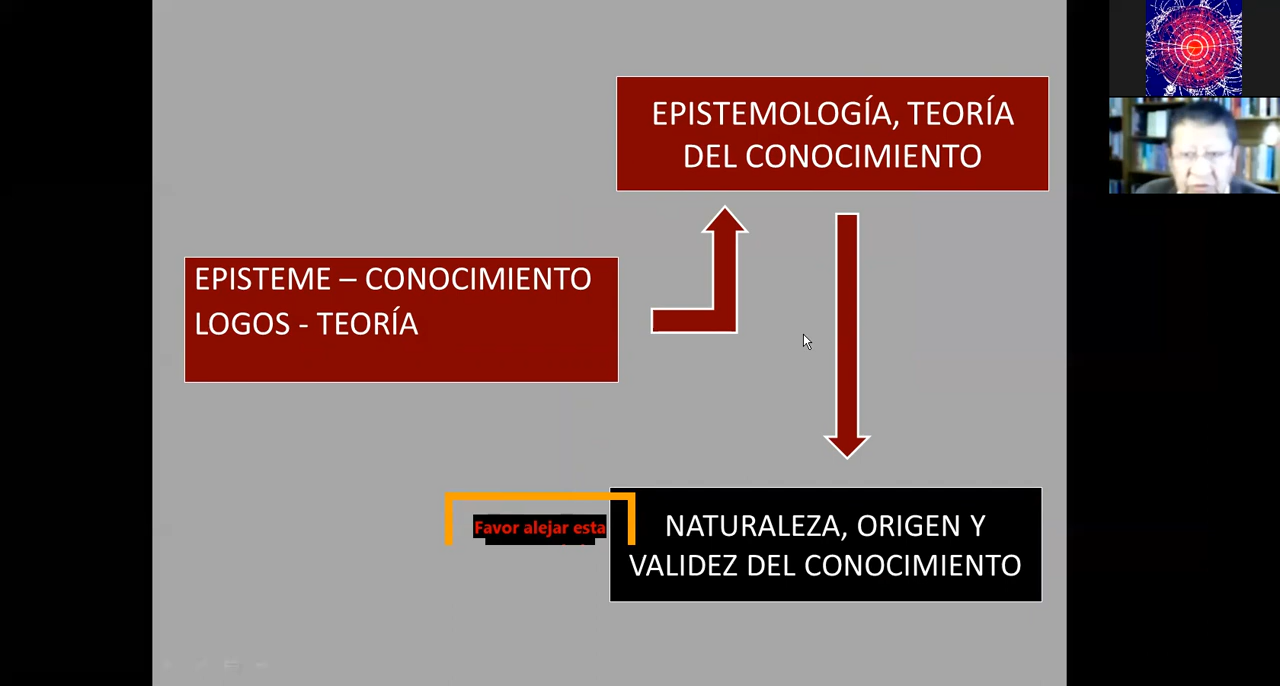 EPISTEMOLOGÍA, TEORÍA
DEL CONOCIMIENTO
EPISTEME – CONOCIMIENTO
LOGOS - TEORÍA
Favor alejar esta
NATURALEZA, ORIGEN Y
VALIDEZ DEL CONOCIMIENTO